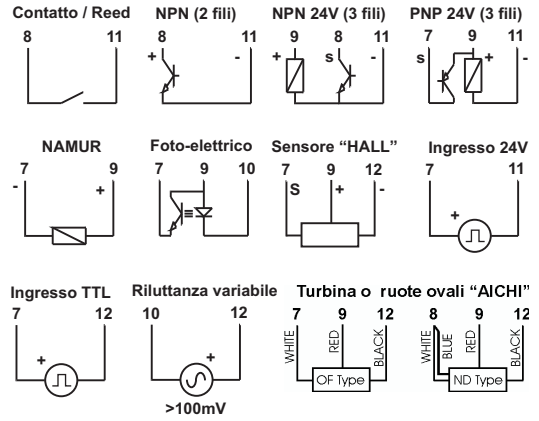 Contatto / Reed
8 11
NPN (2 fili)
8 11
+ -
NPN 24V (3 fili)
9 8 11
+ s -
PNP 24V (3 fili)
7 9 11
s + -
NAMUR
7 9
- +
Foto-elettrico
7 9 10
Sensore “HALL”
7 9 12
S + -
Ingresso 24V
7 11
+
Ingresso TTL
7 12
+
Riluttanza variabile
10 12
+
>100mV
Turbina o ruote ovali “AICHI”
7 9 12
WHITE RED BLACK
OF Type
8 9 12
WHITE BLUE RED BLACK
ND Type